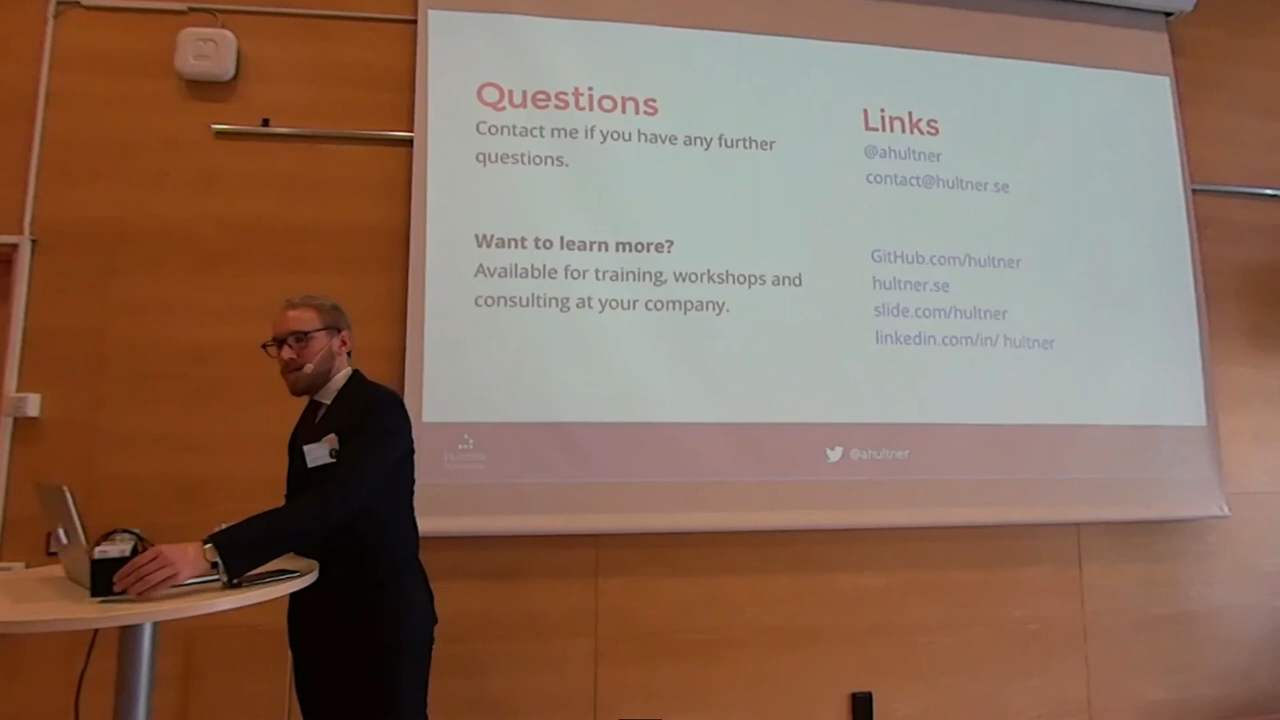 Questions
Contact me if you have any further
questions.
Want to learn more?
Available for training, workshops and
consulting at your company.
Links
@ahultner
contact@hultner.se
GitHub.com/hultner
hultner.se
slide.com/hultner
linkedin.com/in/ hultner
@ahultner